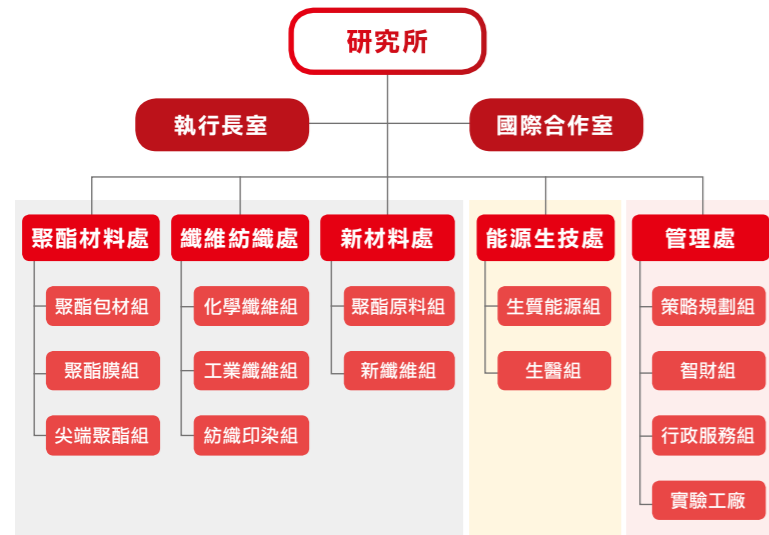 研究所
執行長室
國際合作室
聚酯材料處
纖維紡織處
新材料處
能源生技處
管理處
聚酯包材組
化學纖維組
聚酯原料組
生質能源組
策略規劃組
聚酯膜組
工業纖維組
新纖維組
生醫組
智財組
尖端聚酯組
紡織印染組
行政服務組
實驗工廠